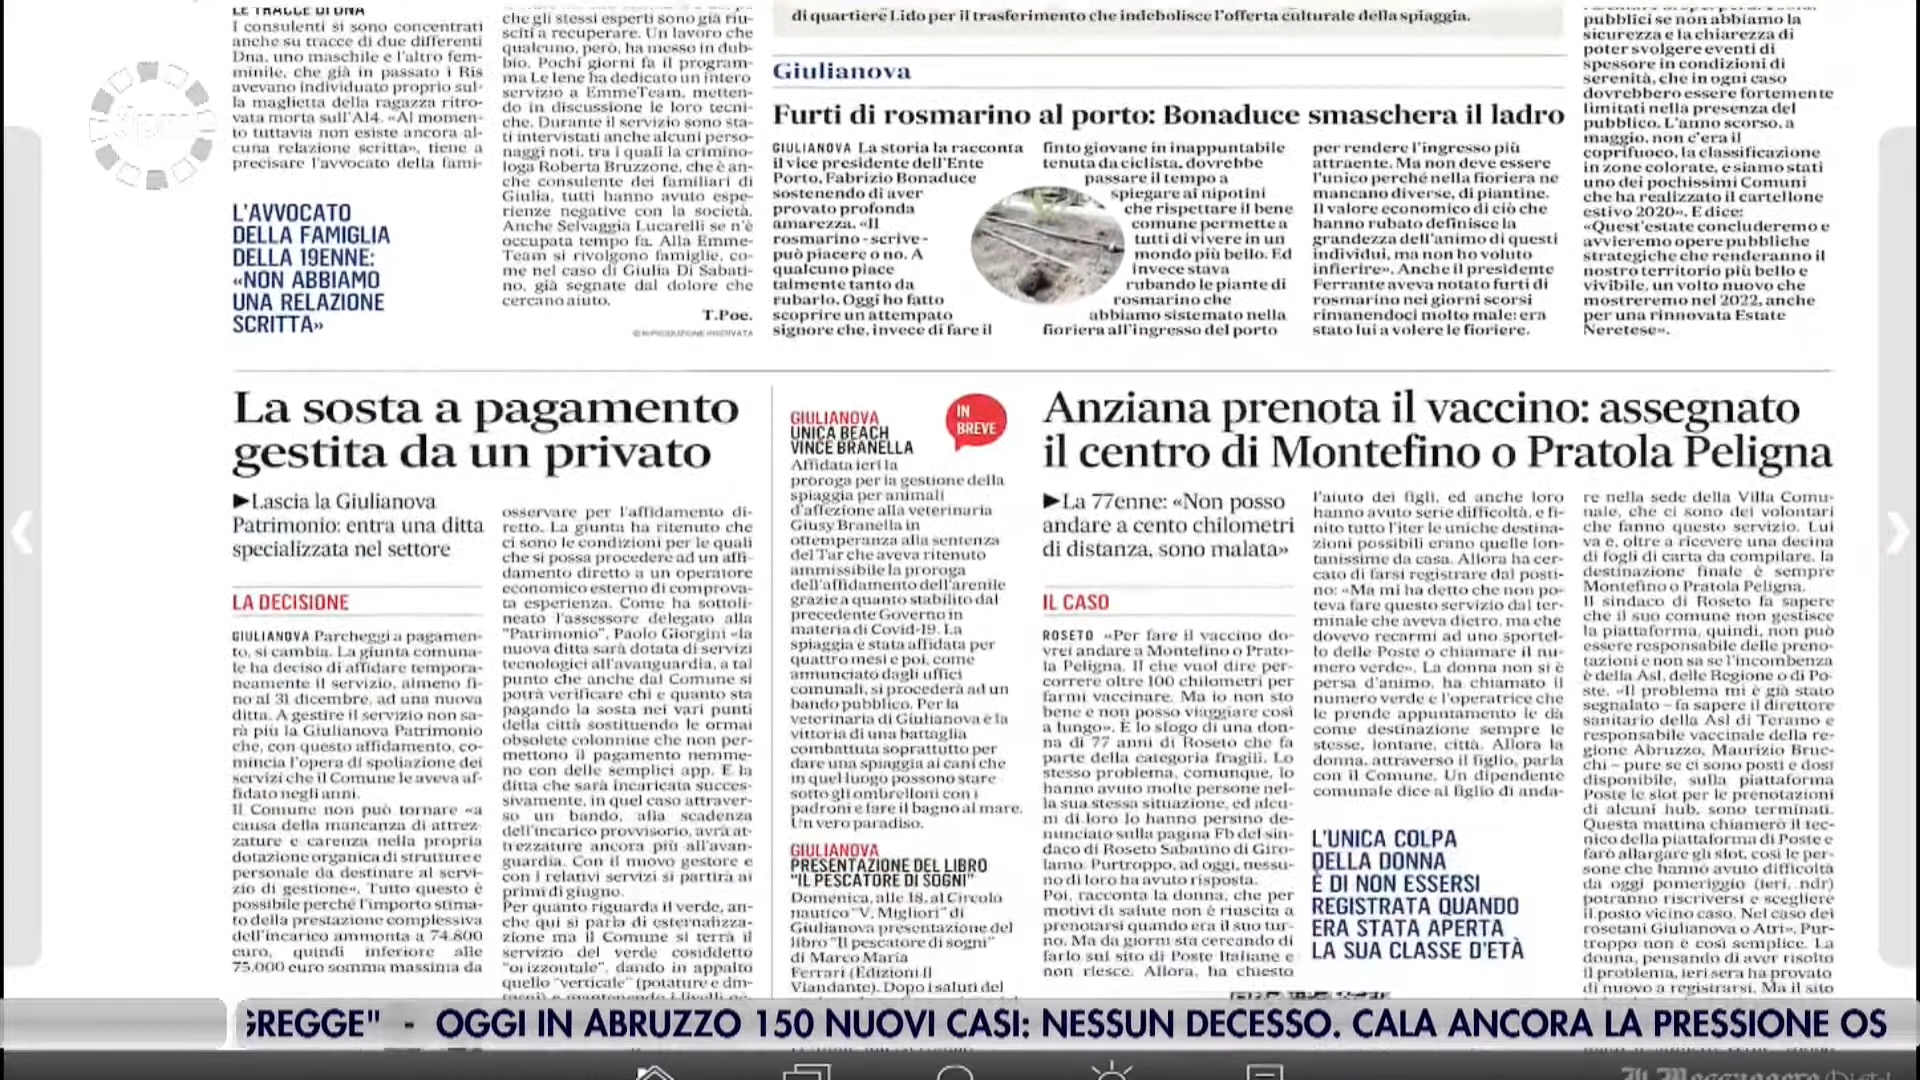 LE TRACCE DI DNA
I consulenti si sono concentrati
anche su tracce di due differenti
Dna, uno maschile e l'altro fem-
minile, che già in passato i Ris
avevano individuato proprio sul-
la maglietta della ragazza ritro-
vata morta sull'A14. «Al momen-
to tuttavia non esiste ancora al-
cuna relazione scritta», tiene a
precisare l'avvocato della fami-
L'AVVOCATO
DELLA FAMIGLIA
DELLA 19ENNE:
«NON ABBIAMO
UNA RELAZIONE
SCRITTA»
che gli stessi esperti sono già riu-
sciti a recuperare. Un lavoro che
qualcuno, però, ha messo in dub-
bio. Pochi giorni fa il program-
ma Le Iene ha dedicato un intero
servizio a EmmeTeam, metten-
do in discussione le loro tecni-
che. Durante il servizio sono sta-
ti intervistati anche alcuni perso-
naggi noti, tra i quali la crimino-
loga Roberta Bruzzone, che è an-
che consulente dei familiari di
Giulia, tutti hanno avuto espe-
rienze negative con la società.
Anche Selvaggia Lucarelli se n'è
occupata tempo fa. Alla Emme-
Team si rivolgono famiglie, co-
me nel caso di Giulia Di Sabati-
no, già segnate dal dolore che
cercano aiuto.
T.Poe.
© RIPRODUZIONE RISERVATA
di quartiere Lido per il trasferimento che indebolisce l'offerta culturale della spiaggia.
Giulianova
Furti di rosmarino al porto: Bonaduce smaschera il ladro
GIULIANOVA La storia la racconta
il vice presidente dell'Ente
Porto, Fabrizio Bonaduce
sostenendo di aver
provato profonda
amarezza. «Il
rosmarino - scrive -
può piacere o no. A
qualcuno piace
talmente tanto da
rubarlo. Oggi ho fatto
scoprire un attempato
signore che, invece di fare il
finto giovane in inappuntabile
tenuta da ciclista, dovrebbe
passare il tempo a
spiegare ai nipotini
che rispettare il bene
comune permette a
tutti di vivere in un
mondo più bello. Ed
invece stava
rubando le piante di
rosmarino che
abbiamo sistemato nella
fioriera all'ingresso del porto
per rendere l'ingresso più
attraente. Ma non deve essere
l'unico perché nella fioriera ne
mancano diverse, di piantine.
Il valore economico di ciò che
hanno rubato definisce la
grandezza dell'animo di questi
individui, ma non ho voluto
infierire». Anche il presidente
Ferrante aveva notato furti di
rosmarino nei giorni scorsi
rimanendoci molto male: era
stato lui a volere le fioriere.
pubblici se non abbiamo la
sicurezza e la chiarezza di
poter svolgere eventi di
spessore in condizioni di
serenità, che in ogni caso
dovrebbero essere fortemente
limitati nella presenza del
pubblico. L'anno scorso, a
maggio, non c'era il
coprifuoco, la classificazione
in zone colorate, e siamo stati
uno dei pochissimi Comuni
che ha realizzato il cartellone
estivo 2020». E dice:
«Quest'estate concluderemo e
avvieremo opere pubbliche
strategiche che renderanno il
nostro territorio più bello e
vivibile, un volto nuovo che
mostreremo nel 2022, anche
per una rinnovata Estate
Neretese».
La sosta a pagamento
gestita da un privato
►Lascia la Giulianova
Patrimonio: entra una ditta
specializzata nel settore
LA DECISIONE
GIULIANOVA Parcheggi a pagamen-
to, si cambia. La giunta comuna-
le ha deciso di affidare tempora-
neamente il servizio, almeno fi-
no al 31 dicembre, ad una nuova
ditta. A gestire il servizio non sa-
rà più la Giulianova Patrimonio
che, con questo affidamento, co-
mincia l'opera di spoliazione dei
servizi che il Comune le aveva af-
fidato negli anni.
Il Comune non può tornare «a
causa della mancanza di attrez-
zature e carenza nella propria
dotazione organica di strutture e
personale da destinare al servi-
zio di gestione». Tutto questo è
possibile perché l'importo stima-
to della prestazione complessiva
dell'incarico ammonta a 74.800
euro, quindi inferiore alle
75.000 euro somma massima da
osservare per l'affidamento di-
retto. La giunta ha ritenuto che
ci sono le condizioni per le quali
che si possa procedere ad un affi-
damento diretto a un operatore
economico esterno di comprova-
ta esperienza. Come ha sottoli-
neato l'assessore delegato alla
"Patrimonio", Paolo Giorgini «la
nuova ditta sarà dotata di servizi
tecnologici all'avanguardia, a tal
punto che anche dal Comune si
potrà verificare chi e quanto sta
pagando la sosta nei vari punti
della città sostituendo le ormai
obsolete colonnine che non per-
mettono il pagamento nemme-
no con delle semplici app. E la
ditta che sarà incaricata succes-
sivamente, in quel caso attraver-
so un bando, alla scadenza
dell'incarico provvisorio, avrà at-
trezzature ancora più all'avan-
guardia. Con il nuovo gestore e
con i relativi servizi si partirà ai
primi di giugno.
Per quanto riguarda il verde, an-
che qui si parla di esternalizza-
zione ma il Comune si terrà il
servizio del verde cosiddetto
"orizzontale", dando in appalto
quello "verticale" (potature e dm-
IN
BREVE
GIULIANOVA
UNICA BEACH
VINCE BRANELLA
Affidata ieri la
proroga per la gestione della
spiaggia per animali
d'affezione alla veterinaria
Giusy Branella in
ottemperanza alla sentenza
del Tar che aveva ritenuto
ammissibile la proroga
dell'affidamento dell'arenile
grazie a quanto stabilito dal
precedente Governo in
materia di Covid-19. La
spiaggia è stata affidata per
quattro mesi e poi, come
annunciato dagli uffici
comunali, si procederà ad un
bando pubblico. Per la
veterinaria di Giulianova è la
vittoria di una battaglia
combattuta soprattutto per
dare una spiaggia ai cani che
in quel luogo possono stare
sotto gli ombrelloni con i
padroni e fare il bagno al mare.
Un vero paradiso.
GIULIANOVA
PRESENTAZIONE DEL LIBRO
"IL PESCATORE DI SOGNI"
Domenica, alle 18, al Circolo
nautico "V. Migliori" di
Giulianova presentazione del
libro "Il pescatore di sogni"
di Marco Maria
Ferrari (Edizioni Il
Viandante). Dopo i saluti del
Anziana prenota il vaccino: assegnato
il centro di Montefino o Pratola Peligna
►La 77enne: «Non posso
andare a cento chilometri
di distanza, sono malata»
IL CASO
ROSETO «Per fare il vaccino do-
vrei andare a Montefino o Prato-
la Peligna. Il che vuol dire per-
correre oltre 100 chilometri per
farmi vaccinare. Ma io non sto
bene e non posso viaggiare così
a lungo». È lo sfogo di una don-
na di 77 anni di Roseto che fa
parte della categoria fragili. Lo
stesso problema, comunque, lo
hanno avuto molte persone nel-
la sua stessa situazione, ed alcu-
ni di loro lo hanno persino de-
nunciato sulla pagina Fb del sin-
daco di Roseto Sabatino di Giro-
lamo. Purtroppo, ad oggi, nessu-
no di loro ha avuto risposta.
Poi, racconta la donna, che per
motivi di salute non è riuscita a
prenotarsi quando era il suo tur-
no. Ma da giorni sta cercando di
farlo sul sito di Poste Italiane e
non riesce. Allora, ha chiesto
l'aiuto dei figli, ed anche loro
hanno avuto serie difficoltà, e fi-
nito tutto l'iter le uniche destina-
zioni possibili erano quelle lon-
tanissime da casa. Allora ha cer-
cato di farsi registrare dal posti-
no: «Ma mi ha detto che non po-
teva fare questo servizio dal ter-
minale che aveva dietro, ma che
dovevo recarmi ad uno sportel-
lo delle Poste o chiamare il nu-
mero verde». La donna non si è
persa d'animo, ha chiamato il
numero verde e l'operatrice che
le prende appuntamento le dà
come destinazione sempre le
stesse, lontane, città. Allora la
donna, attraverso il figlio, parla
con il Comune. Un dipendente
comunale dice al figlio di anda-
L'UNICA COLPA
DELLA DONNA
È DI NON ESSERSI
REGISTRATA QUANDO
ERA STATA APERTA
LA SUA CLASSE D'ETÀ
re nella sede della Villa Comu-
nale, che ci sono dei volontari
che fanno questo servizio. Lui
va e, oltre a ricevere una decina
di fogli di carta da compilare, la
destinazione finale è sempre
Montefino o Pratola Peligna.
Il sindaco di Roseto fa sapere
che il suo comune non gestisce
la piattaforma, quindi, non può
essere responsabile delle preno-
tazioni e non sa se l'incombenza
è della Asl, delle Regione o di Po-
ste. «Il problema mi è già stato
segnalato – fa sapere il direttore
sanitario della Asl di Teramo e
responsabile vaccinale della re-
gione Abruzzo, Maurizio Bruc-
chi – pure se ci sono posti e dosi
disponibile, sulla piattaforma
Poste le slot per le prenotazioni
di alcuni hub, sono terminati.
Questa mattina chiamerò il tec-
nico della piattaforma di Poste e
farò allargare gli slot, così le per-
sone che hanno avuto difficoltà
da oggi pomeriggio (ieri, ndr)
potranno riscriversi e scegliere
il posto vicino caso. Nel caso dei
rosetani Giulianova o Atri». Pur-
troppo non è così semplice. La
donna, pensando di aver risolto
il problema, ieri sera ha provato
di nuovo a registrarsi. Ma il sito
GREGGE" - OGGI IN ABRUZZO 150 NUOVI CASI: NESSUN DECESSO. CALA ANCORA LA PRESSIONE OS